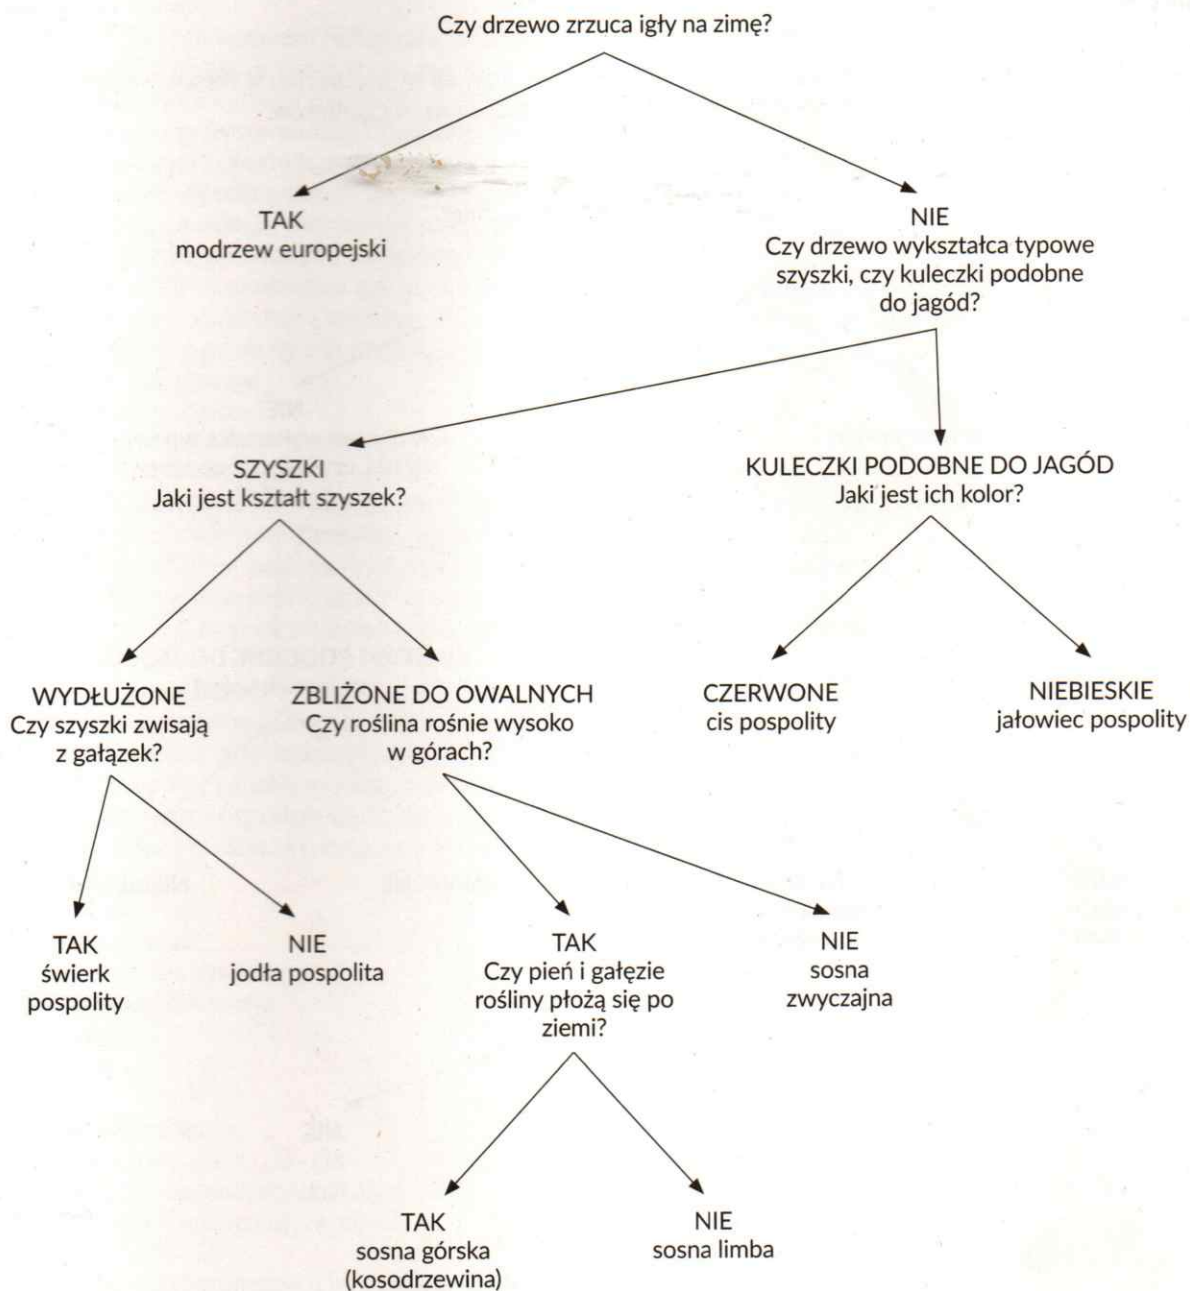 Czy drzewo zrzuca igły na zimę?
TAK
modrzew europejski
NIE
Czy drzewo wykształca typowe
szyszki, czy kuleczki podobne
do jagód?
SZYSZKI
Jaki jest kształt szyszek?
KULECZKI PODOBNE DO JAGÓD
Jaki jest ich kolor?
WYDŁUŻONE
Czy szyszki zwisają
z gałązek?
ZBLIŻONE DO OWALNYCH
Czy roślina rośnie wysoko
w górach?
CZERWONE
cis pospolity
NIEBIESKIE
jałowiec pospolity
TAK
świerk
pospolity
NIE
jodła pospolita
TAK
Czy pień i gałęzie
rośliny płożą się po
ziemi?
NIE
sosna
zwyczajna
TAK
sosna górska
(kosodrzewina)
NIE
sosna limba